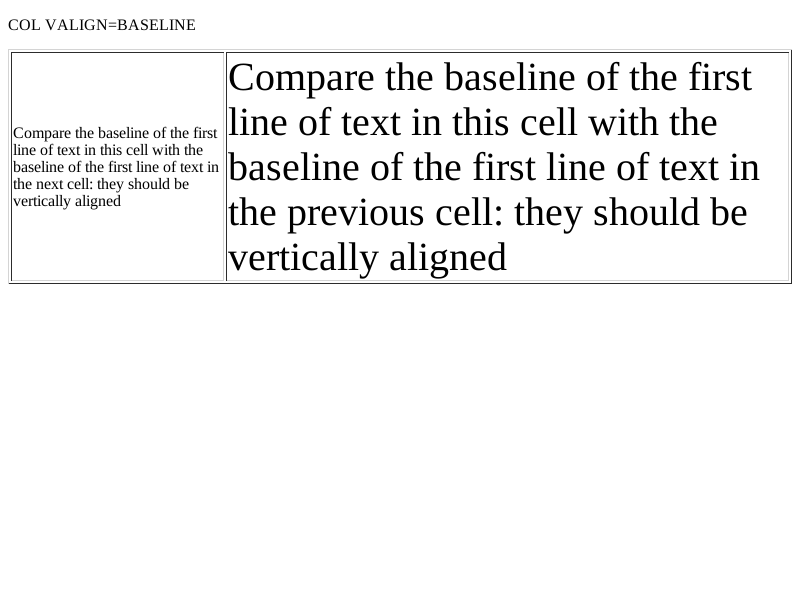 COL VALIGN=BASELINE
Compare the baseline of the first
line of text in this cell with the
baseline of the first line of text in
the next cell: they should be
vertically aligned
Compare the baseline of the first
line of text in this cell with the
baseline of the first line of text in
the previous cell: they should be
vertically aligned